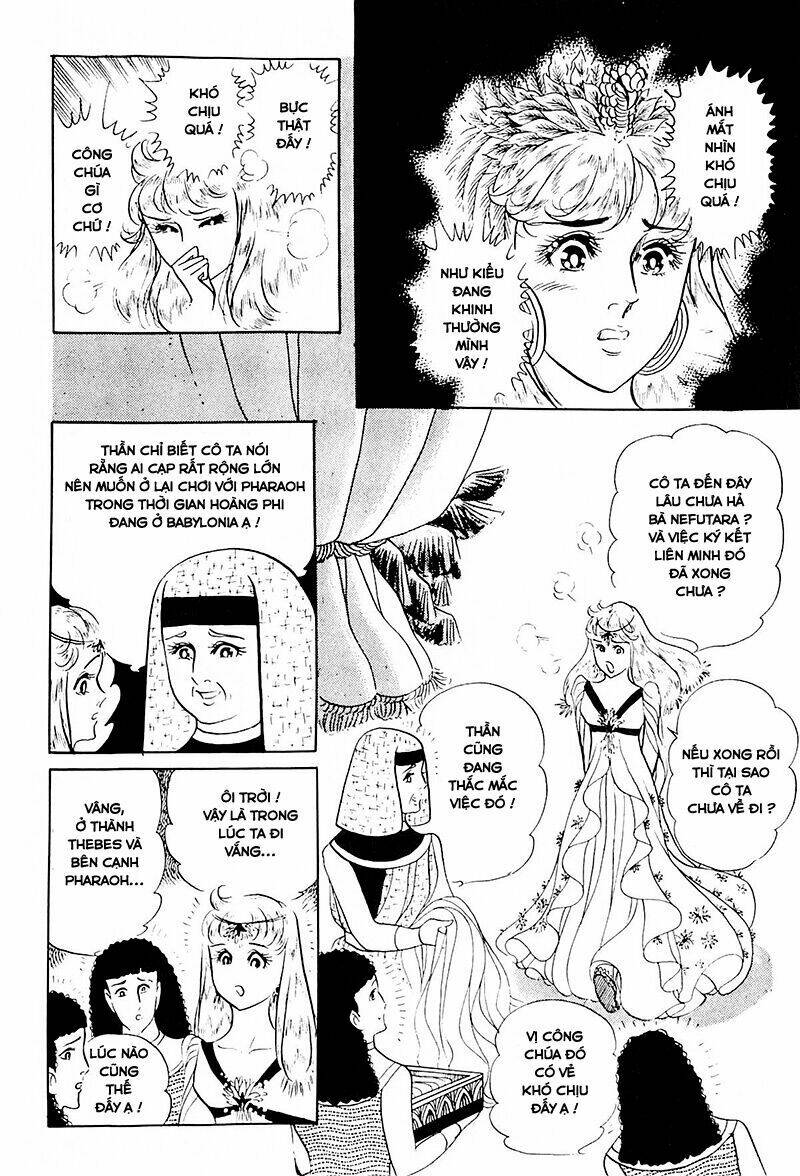 ÁNH
MẮT
NHÌN
KHÓ
CHỊU
QUÁ !
NHƯ KIỂU
ĐANG
KHINH
THƯỜNG
MÌNH
VẬY !
BỰC
THẬT
ĐẤY !
KHÓ
CHỊU
QUÁ !
CÔNG
CHÚA
GÌ
CƠ
CHỨ !
CÔ TA ĐẾN ĐÂY
LÂU CHƯA HẢ
BÀ NEFUTARA ?
VÀ VIỆC KÝ KẾT
LIÊN MINH ĐÓ
ĐÃ XONG
CHƯA ?
NẾU XONG RỒI
THÌ TẠI SAO
CÔ TA
CHƯA VỀ ĐI ?
THẦN
CŨNG
ĐANG
THẮC MẮC
VIỆC ĐÓ !
VỊ CÔNG
CHÚA ĐÓ
CÓ VẺ
KHÓ CHỊU
ĐẤY Ạ !
THẦN CHỈ BIẾT CÔ TA NÓI
RẰNG AI CẠP RẤT RỘNG LỚN
NÊN MUỐN Ở LẠI CHƠI VỚI PHARAOH
TRONG THỜI GIAN HOÀNG PHI
ĐANG Ở BABYLONIA Ạ !
ÔI TRỜI !
VẬY LÀ TRONG
LÚC TA ĐI
VẮNG...
VÂNG,
Ở THÀNH
THEBES VÀ
BÊN CẠNH
PHARAOH...
LÚC NÀO
CŨNG
THẾ
ĐẤY Ạ !